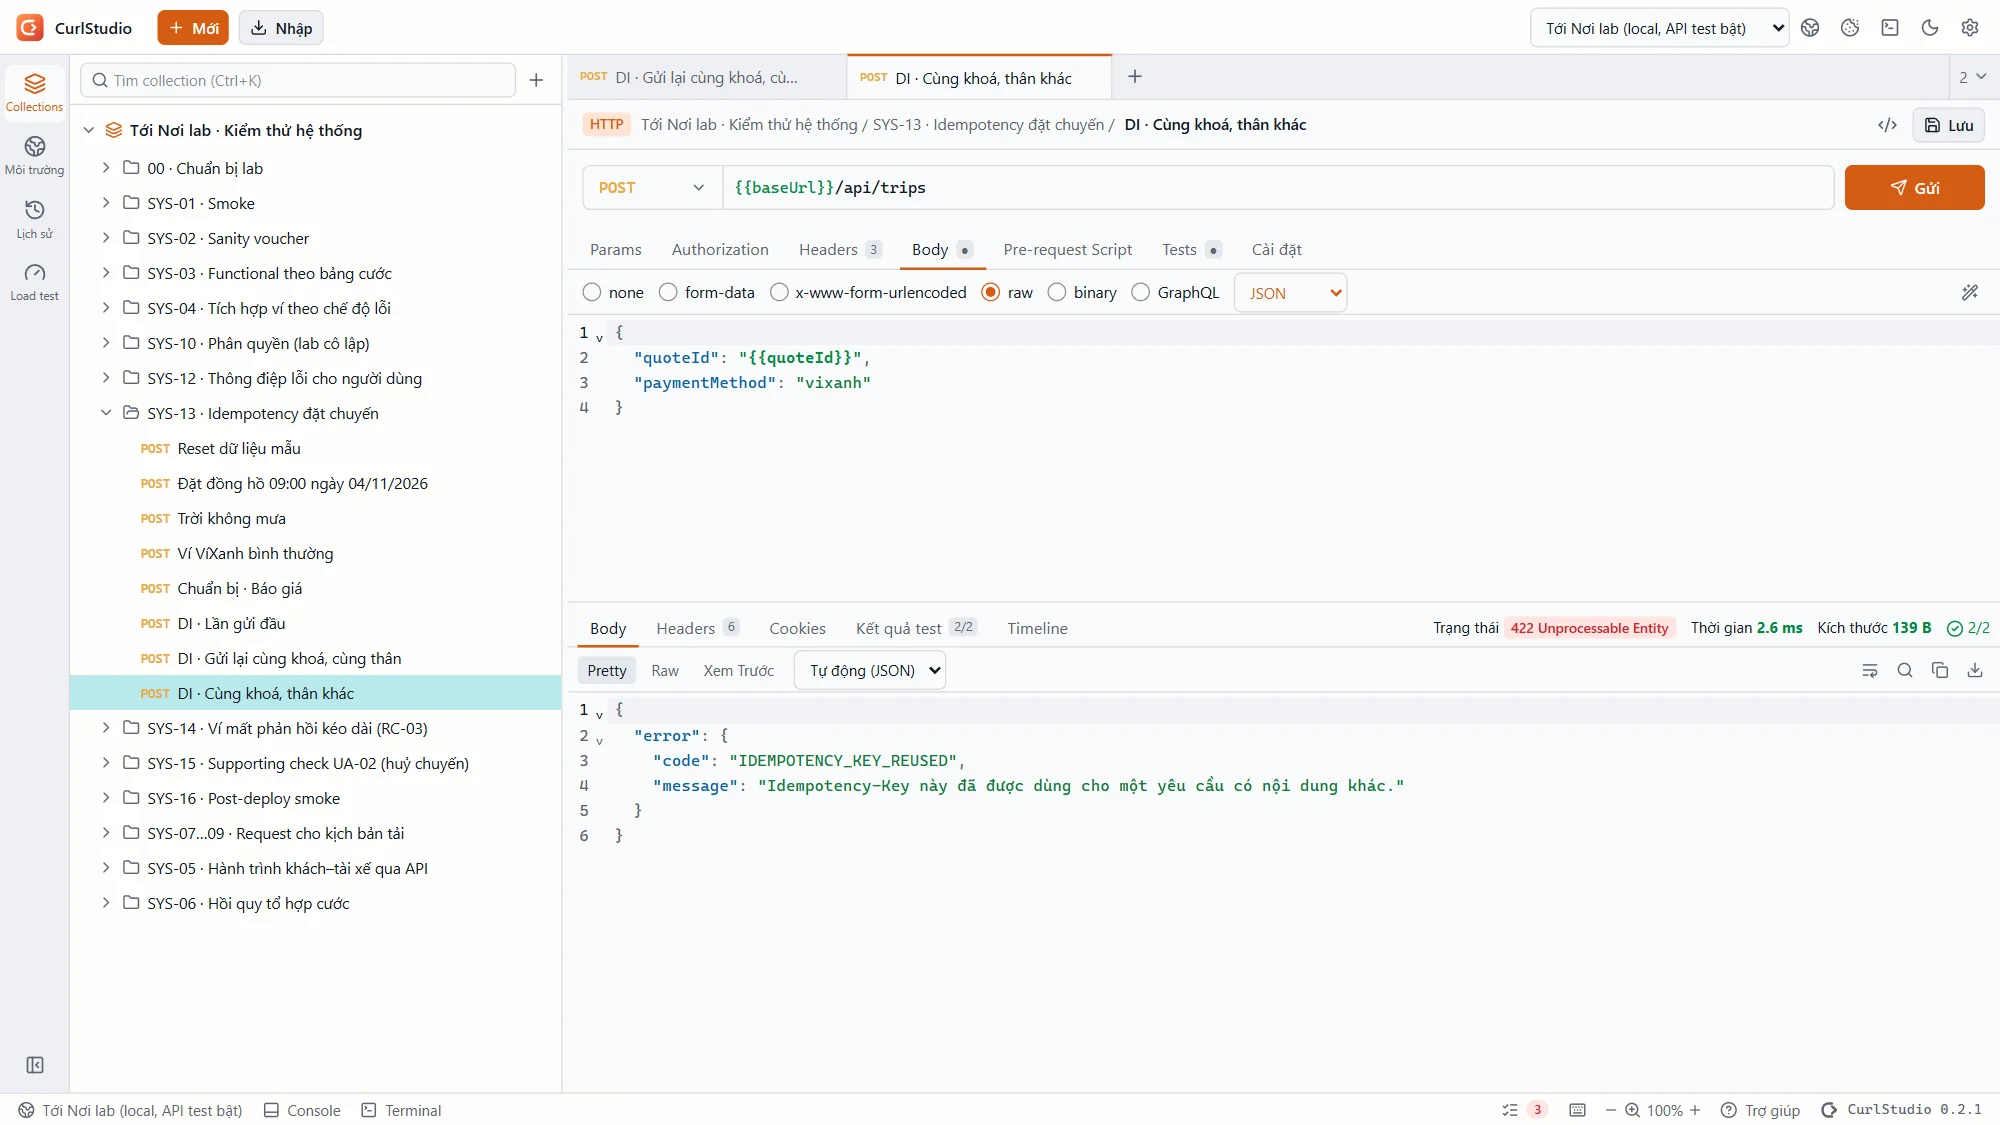 CurlStudio
Mới
Nhập
Tới Nơi lab (local, API test bật)
Collections
Môi trường
Lịch sử
Load test
Tìm collection (Ctrl+K)
Tới Nơi lab · Kiểm thử hệ thống
00 · Chuẩn bị lab
SYS-01 · Smoke
SYS-02 · Sanity voucher
SYS-03 · Functional theo bảng cước
SYS-04 · Tích hợp ví theo chế độ lỗi
SYS-10 · Phân quyền (lab cô lập)
SYS-12 · Thông điệp lỗi cho người dùng
SYS-13 · Idempotency đặt chuyến
POST Reset dữ liệu mẫu
POST Đặt đồng hồ 09:00 ngày 04/11/2026
POST Trời không mưa
POST Ví VíXanh bình thường
POST Chuẩn bị · Báo giá
POST DI · Lần gửi đầu
POST DI · Gửi lại cùng khoá, cùng thân
POST DI · Cùng khoá, thân khác
SYS-14 · Ví mất phản hồi kéo dài (RC-03)
SYS-15 · Supporting check UA-02 (huỷ chuyến)
SYS-16 · Post-deploy smoke
SYS-07...09 · Request cho kịch bản tải
SYS-05 · Hành trình khách–tài xế qua API
SYS-06 · Hồi quy tổ hợp cước
POST DI · Gửi lại cùng khoá, cù...
POST DI · Cùng khoá, thân khác
2
HTTP Tới Nơi lab · Kiểm thử hệ thống / SYS-13 · Idempotency đặt chuyến / DI · Cùng khoá, thân khác
Lưu
POST {{baseUrl}}/api/trips
Gửi
Params Authorization Headers 3 Body Pre-request Script Tests Cài đặt
none form-data x-www-form-urlencoded raw binary GraphQL JSON
1 {
2 "quoteId": "{{quoteId}}",
3 "paymentMethod": "vixanh"
4 }
Body Headers 6 Cookies Kết quả test 2/2 Timeline
Trạng thái 422 Unprocessable Entity Thời gian 2.6 ms Kích thước 139 B 2/2
Pretty Raw Xem Trước Tự động (JSON)
1 {
2 "error": {
3 "code": "IDEMPOTENCY_KEY_REUSED",
4 "message": "Idempotency-Key này đã được dùng cho một yêu cầu có nội dung khác."
5 }
6 }
Tới Nơi lab (local, API test bật) Console Terminal
3 100% Trợ giúp CurlStudio 0.2.1